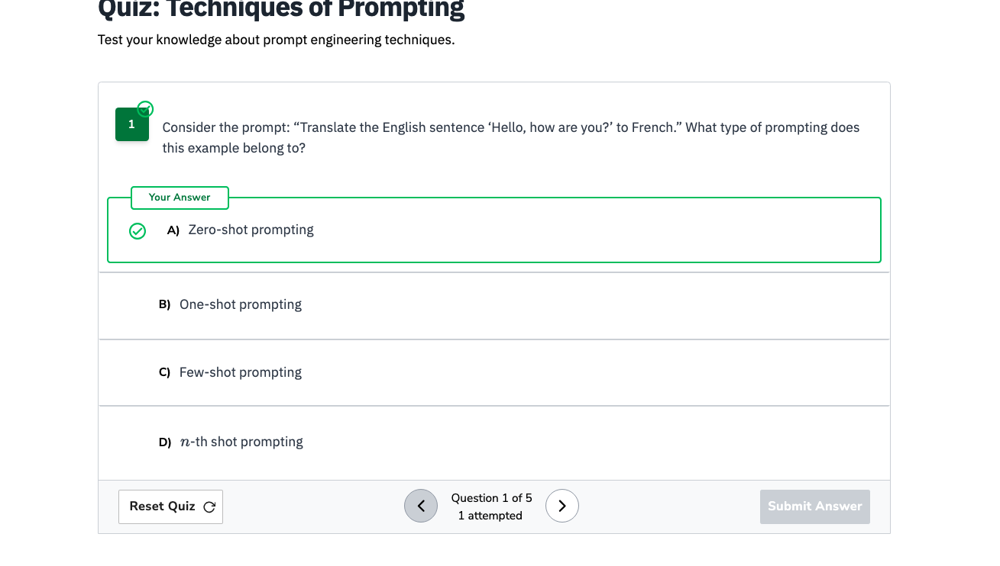 Quiz: Techniques of Prompting
Test your knowledge about prompt engineering techniques.
1
Consider the prompt: “Translate the English sentence ‘Hello, how are you?’ to French.” What type of prompting does
this example belong to?
Your Answer
A) Zero-shot prompting
B) One-shot prompting
C) Few-shot prompting
D) n-th shot prompting
Reset Quiz
Question 1 of 5
1 attempted
Submit Answer